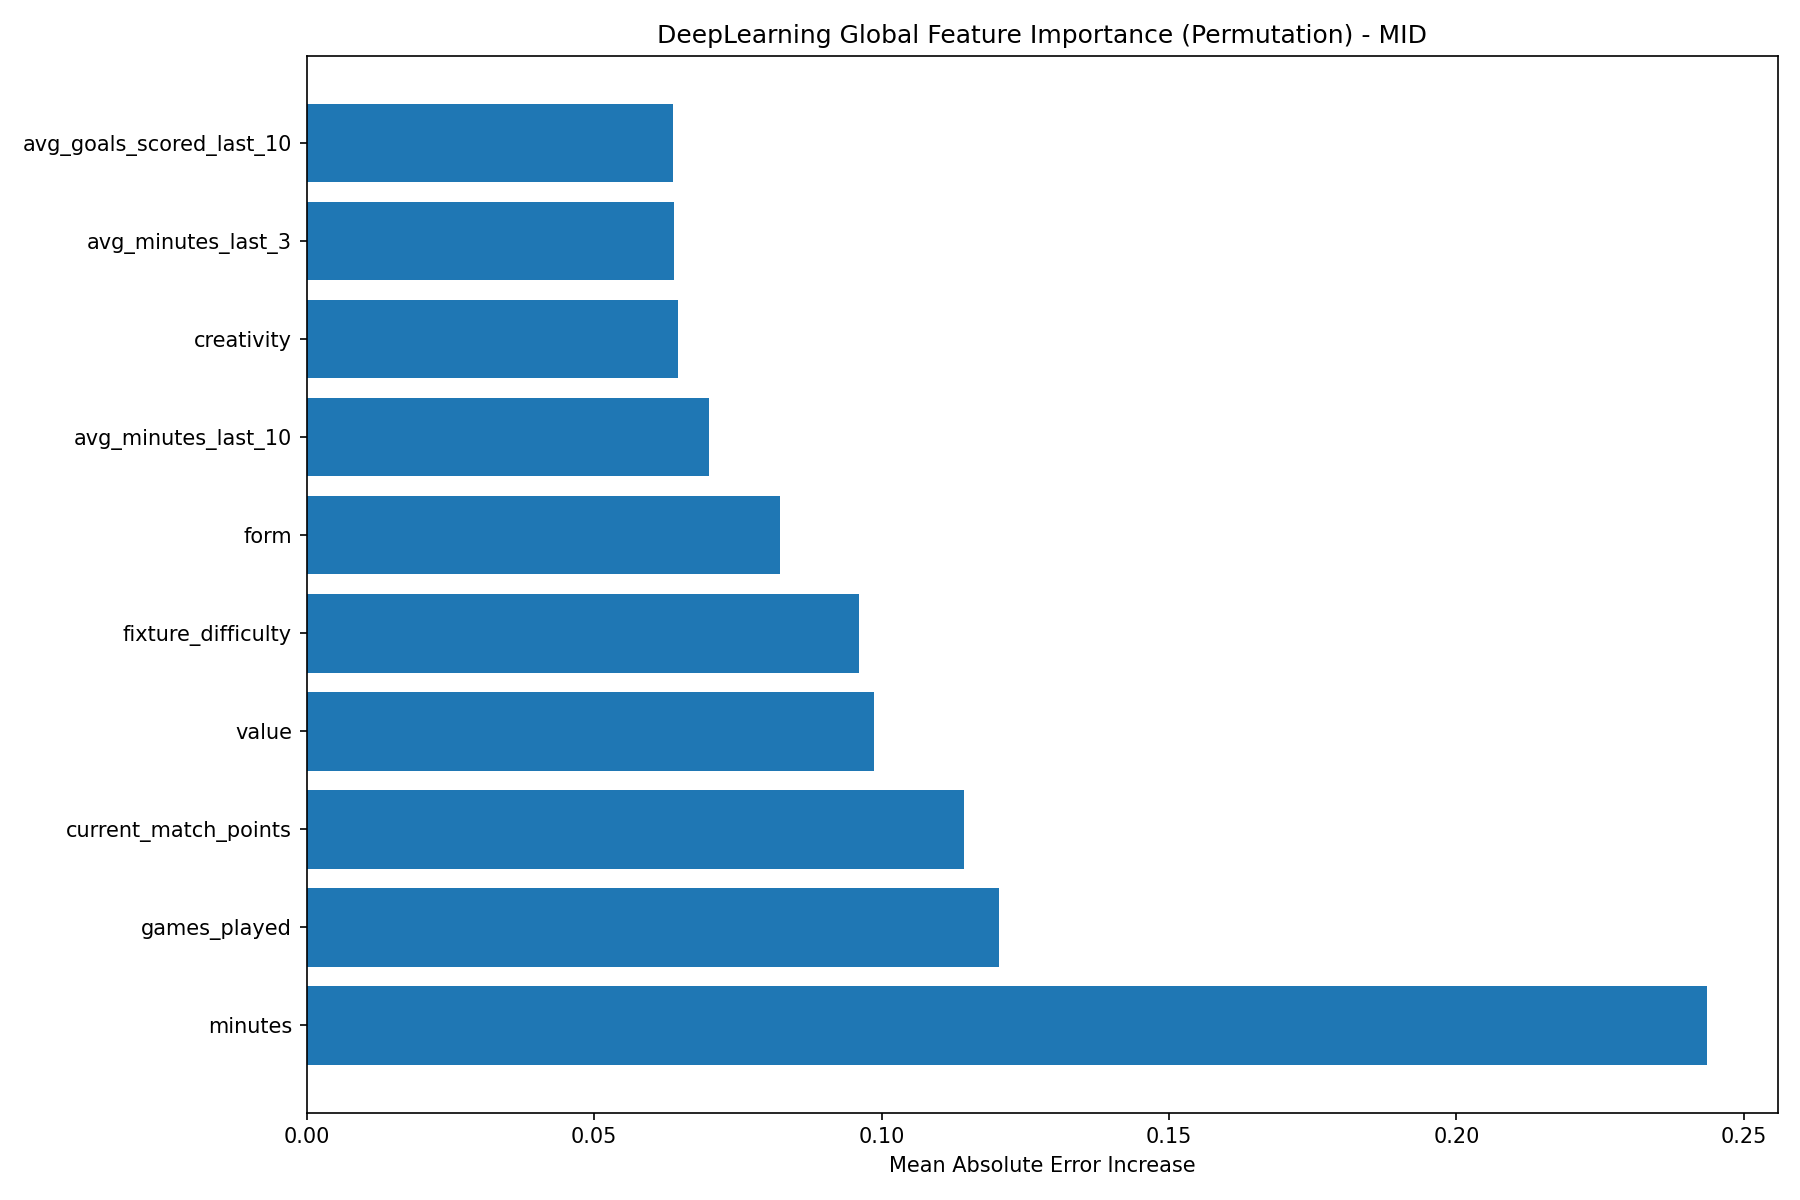 DeepLearning Global Feature Importance (Permutation) - MID
avg_goals_scored_last_10
avg_minutes_last_3
creativity
avg_minutes_last_10
form
fixture_difficulty
value
current_match_points
games_played
minutes
0.00 0.05 0.10 0.15 0.20 0.25
Mean Absolute Error Increase